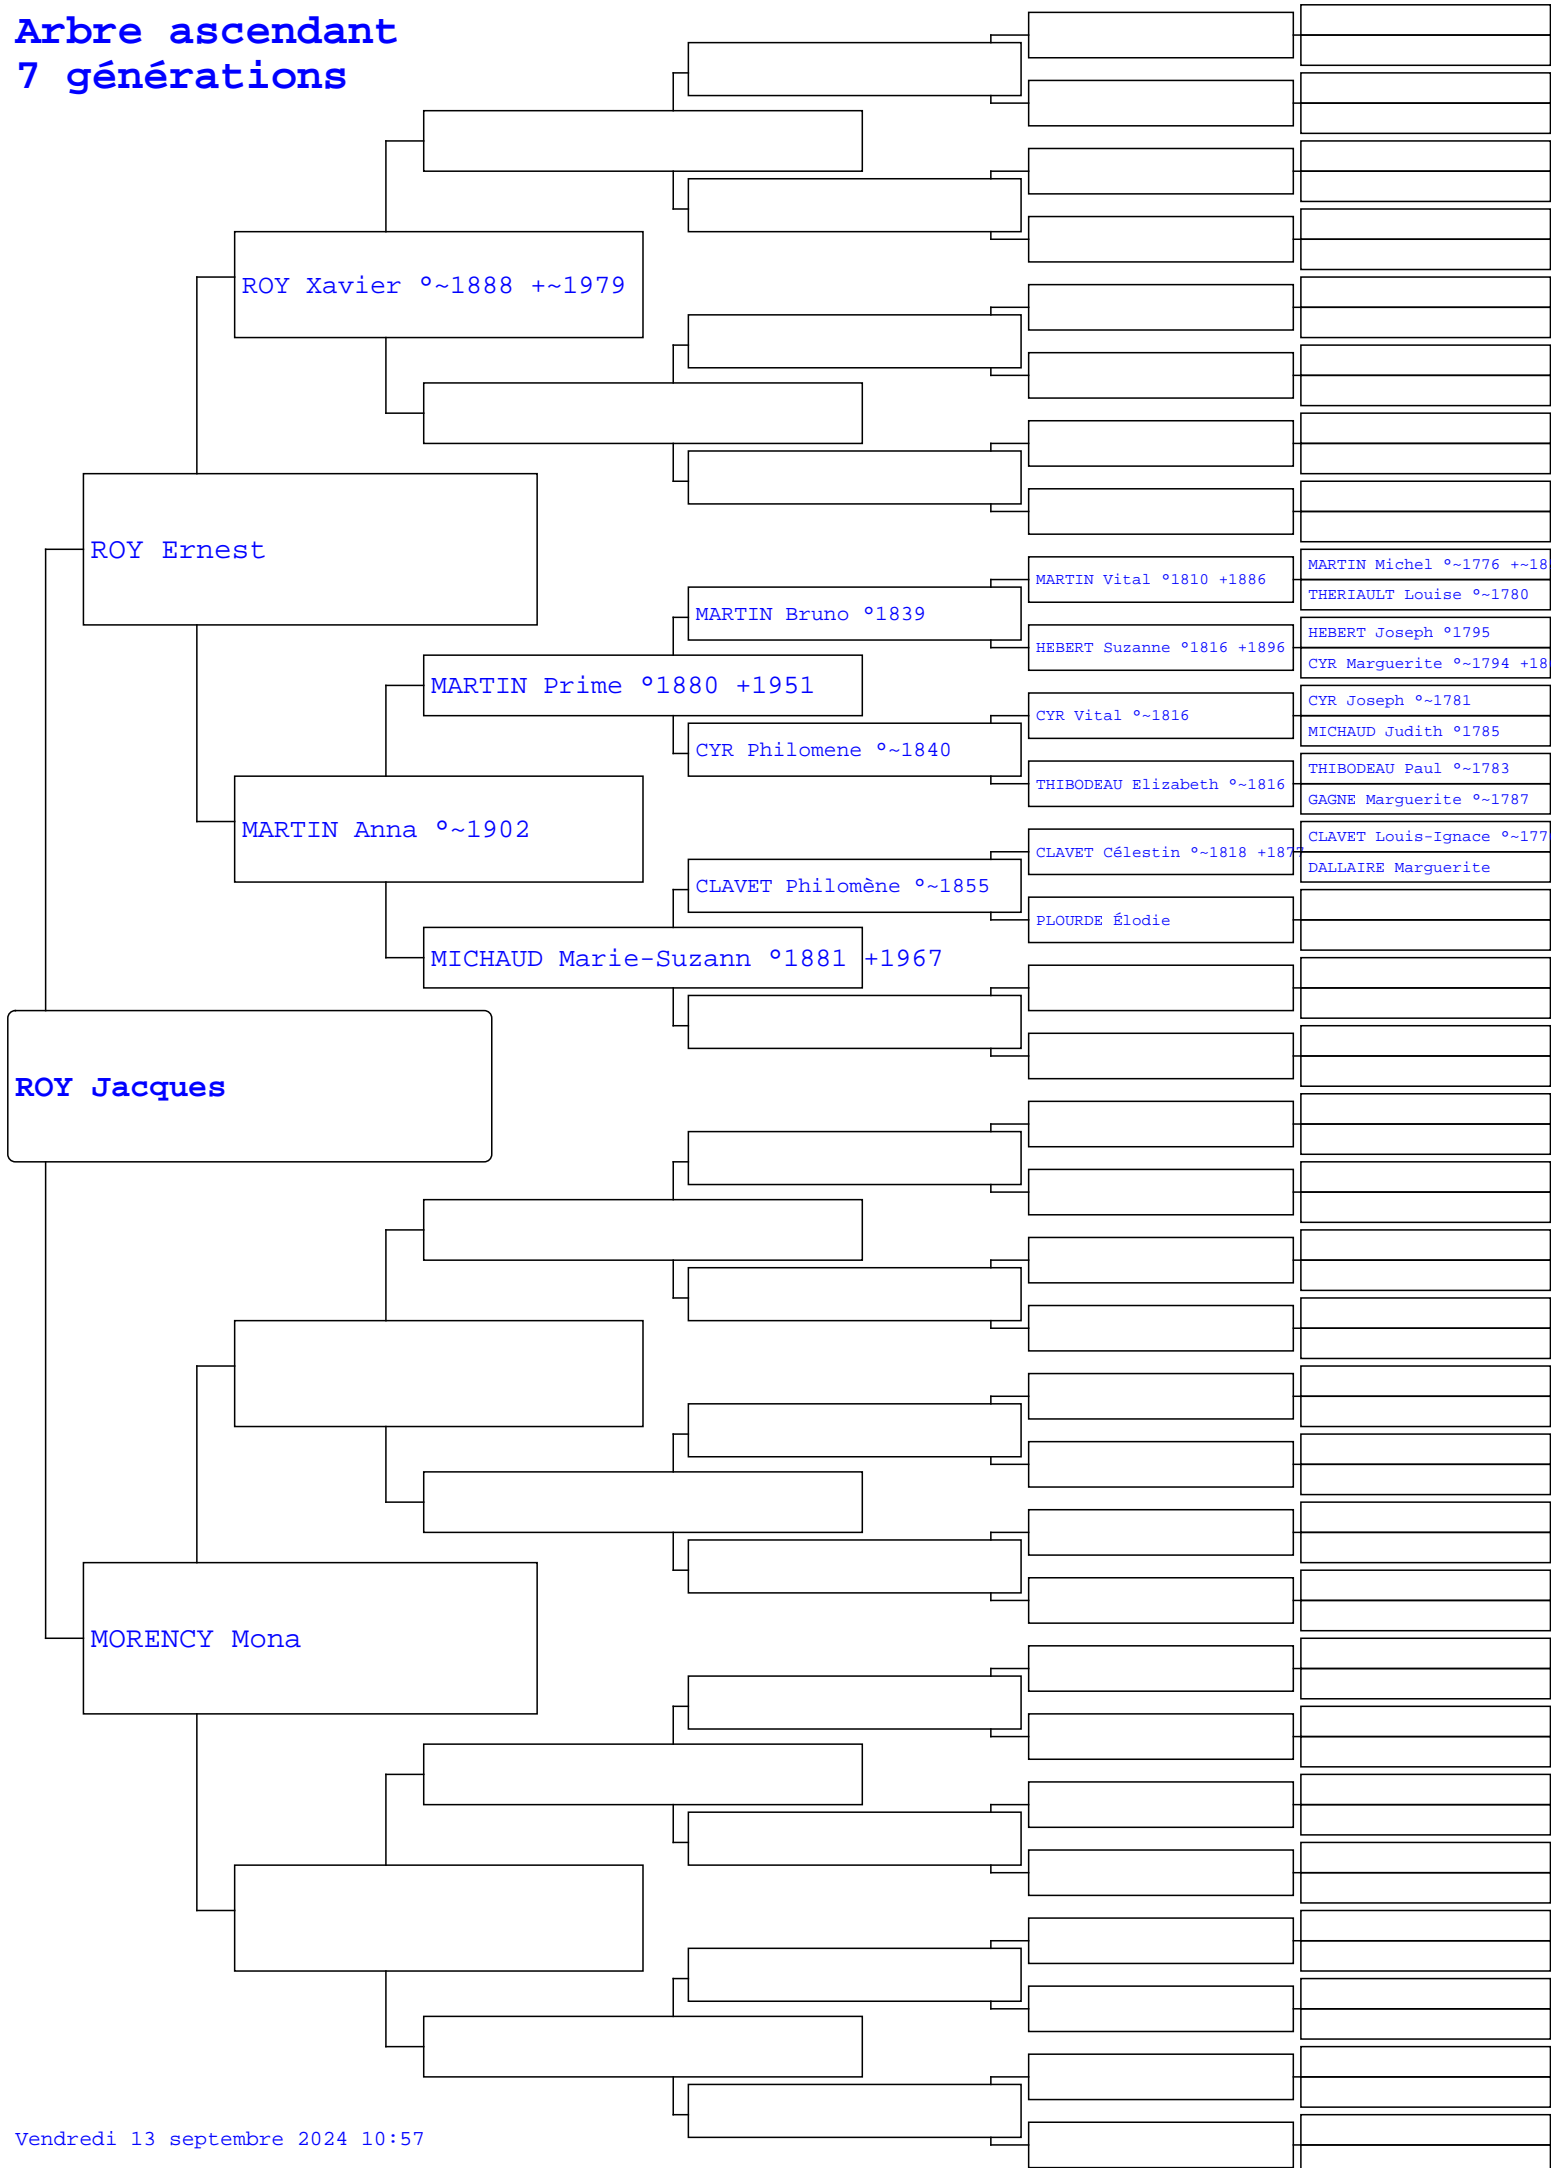 Arbre ascendant
7 générations
ROY Xavier °~1888 +~1979
ROY Ernest
MARTIN Michel °~1776 +~18
MARTIN Vital °1810 +1886
THERIAULT Louise °~1780
MARTIN Bruno °1839
HEBERT Joseph °1795
HEBERT Suzanne °1816 +1896
CYR Marguerite °~1794 +18
MARTIN Prime °1880 +1951
CYR Joseph °~1781
CYR Vital °~1816
MICHAUD Judith °1785
CYR Philomene °~1840
THIBODEAU Paul °~1783
THIBODEAU Elizabeth °~1816
GAGNE Marguerite °~1787
MARTIN Anna °~1902
CLAVET Louis-Ignace °~177
CLAVET Célestin °~1818 +1877
DALLAIRE Marguerite
CLAVET Philomène °~1855
PLOURDE Élodie
MICHAUD Marie-Suzann °1881 +1967
ROY Jacques
MORENCY Mona
Vendredi 13 septembre 2024 10:57